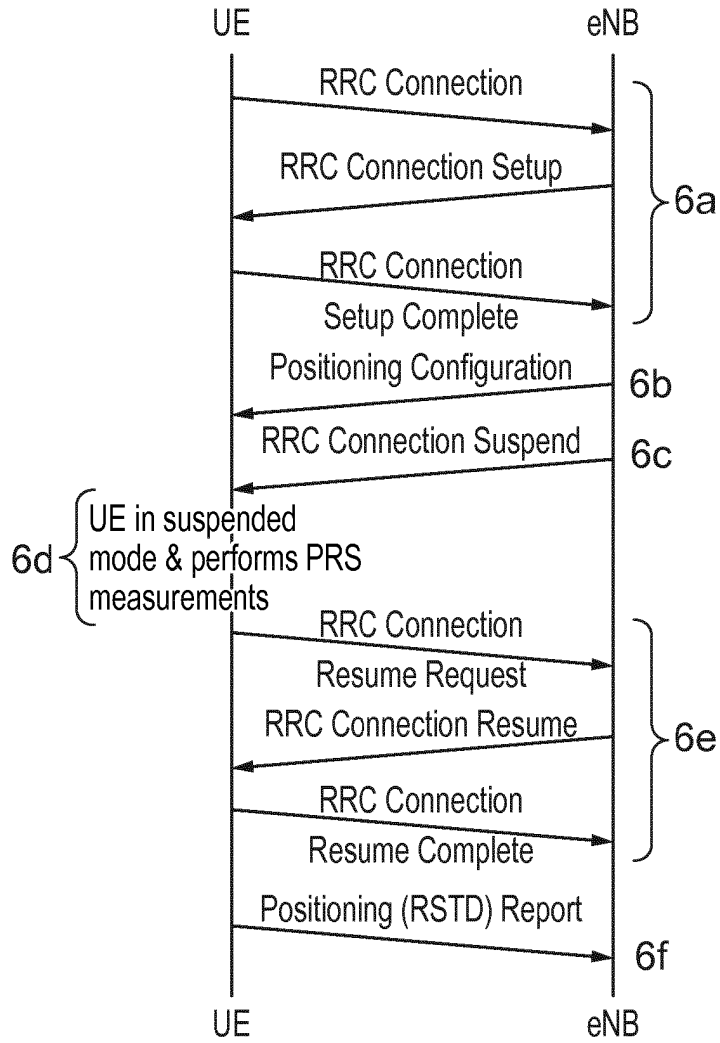 UE eNB
RRC Connection
RRC Connection Setup
6a
RRC Connection
Setup Complete
Positioning Configuration
6b
RRC Connection Suspend
6c
UE in suspended
6d mode & performs PRS
measurements
RRC Connection
Resume Request
RRC Connection Resume
6e
RRC Connection
Resume Complete
Positioning (RSTD) Report
6f
UE eNB